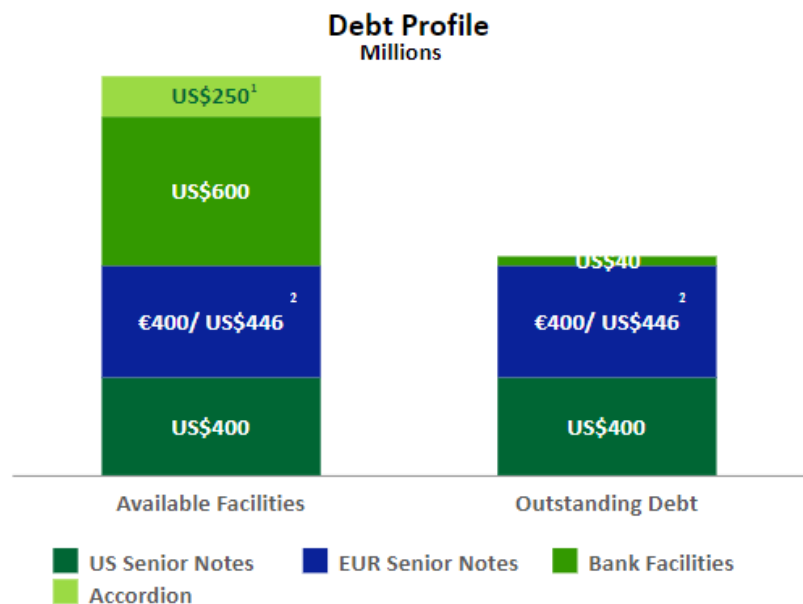 Debt Profile
Millions
US$250¹
US$600
€400/ US$446²
US$400
US$40
€400/ US$446²
US$400
Available Facilities
Outstanding Debt
US Senior Notes
EUR Senior Notes
Bank Facilities
Accordion